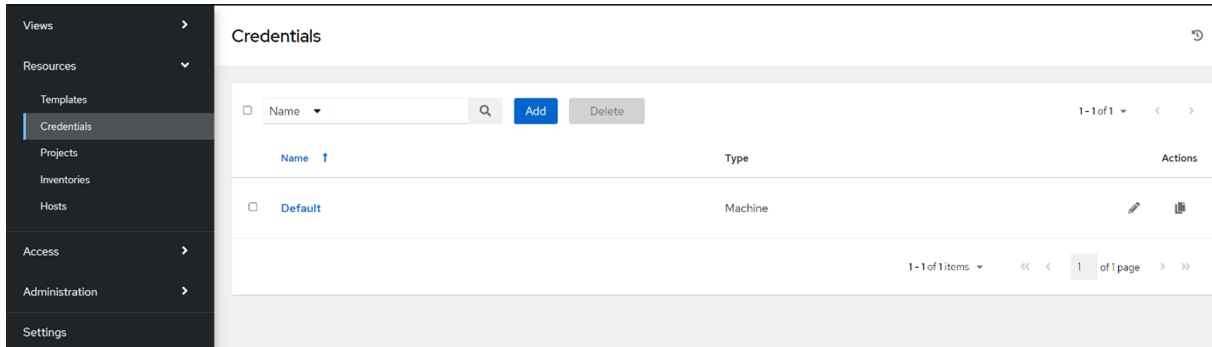 Views
Resources
Templates
Credentials
Projects
Inventories
Hosts
Access
Administration
Settings
Credentials
Name Add Delete 1-1 of 1
Name Type Actions
Default Machine
1-1 of 1 items 1 of 1 page